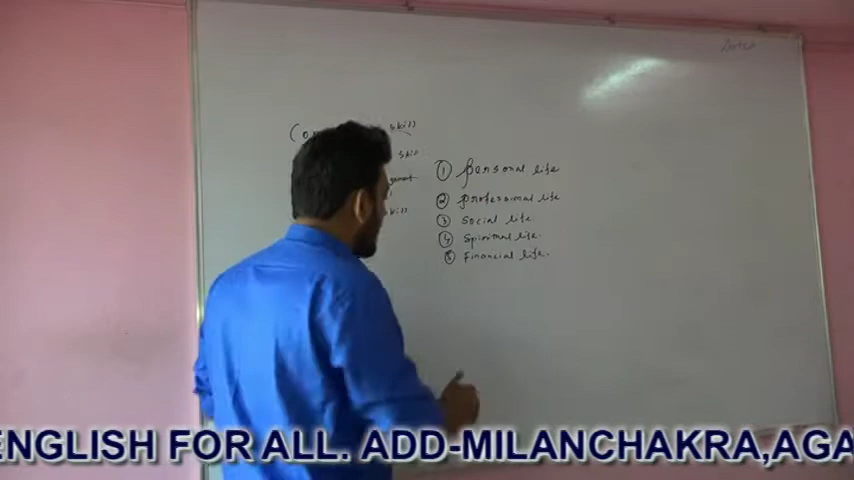 skill
skill
skill
① personal life
② professional life
③ social life
④ Spiritual life.
⑤ Financial life.
ENGLISH FOR ALL. ADD-MILANCHAKRA,AGA